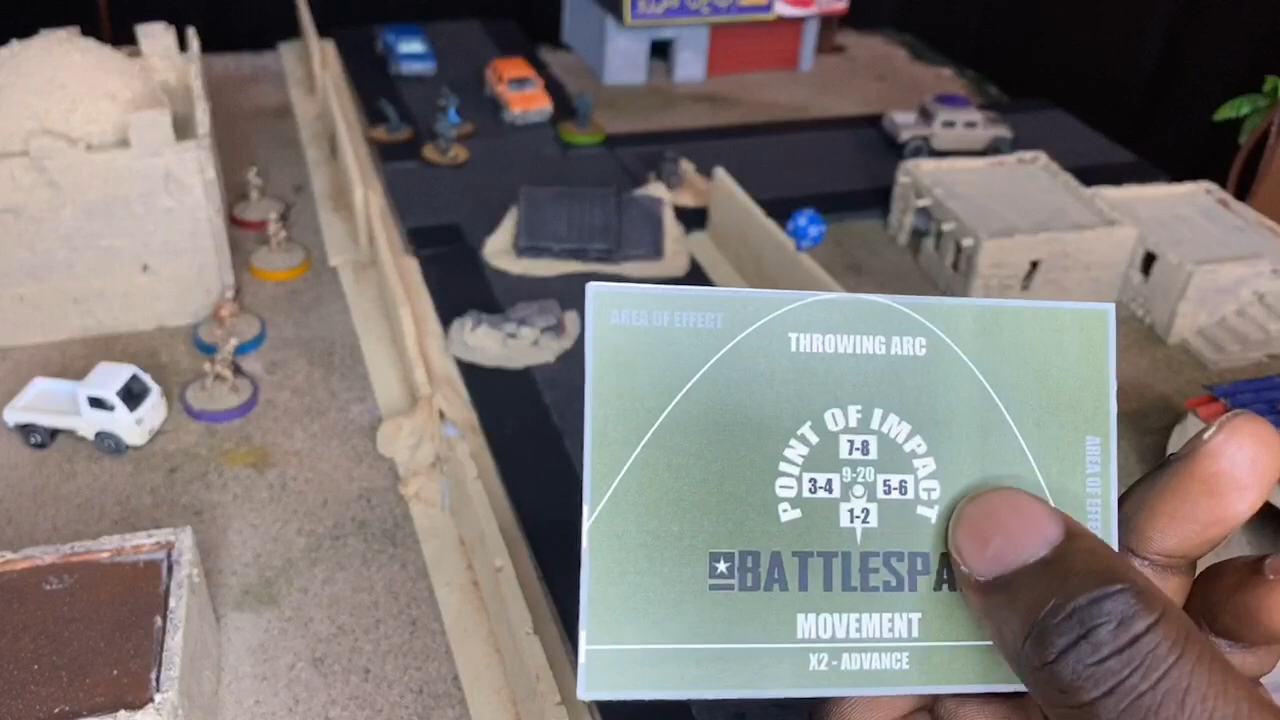 AREA OF EFFECT
THROWING ARC
POINT OF IMPACT
7-8
9-20
3-4
5-6
1-2
BATTLESPA
MOVEMENT
X2 - ADVANCE
AREA OF EFFE